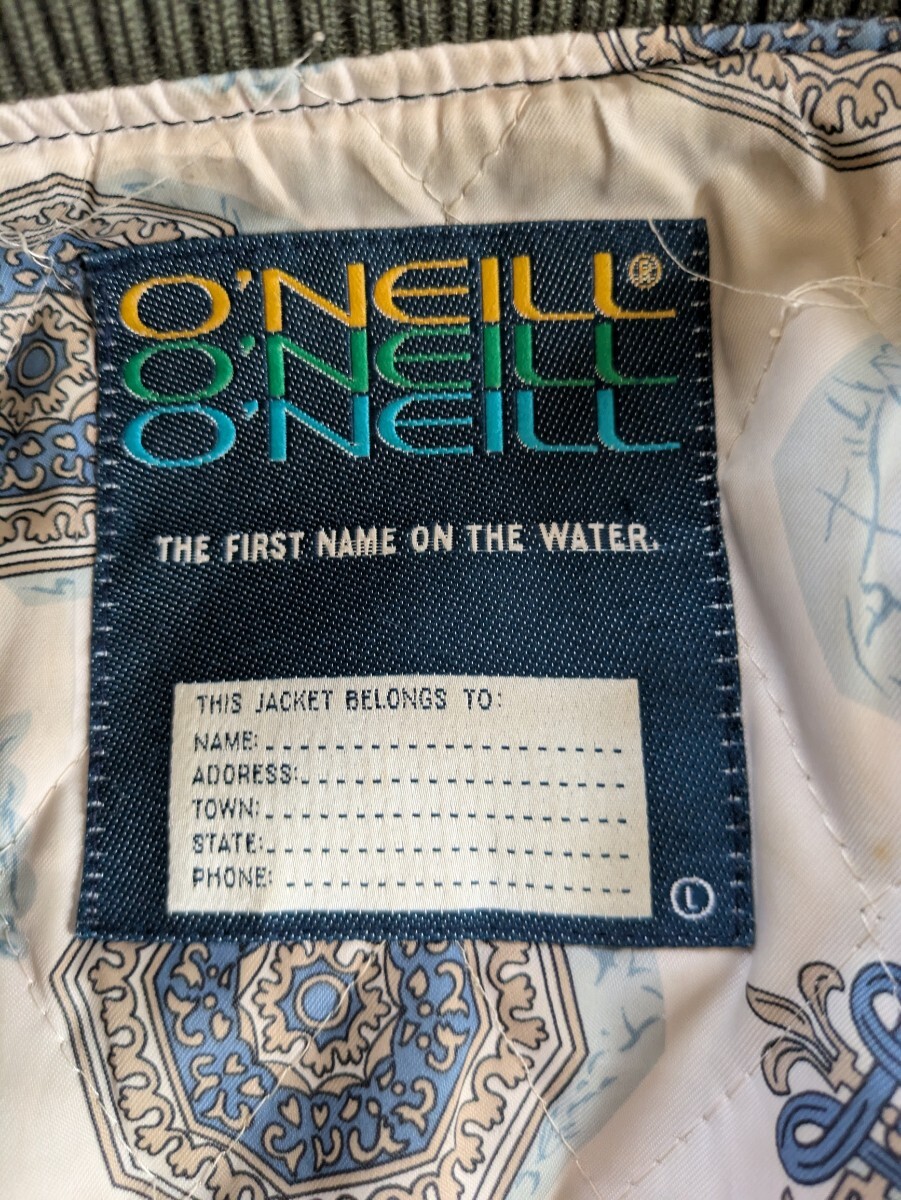 O'NEILL®
O'NEILL
O'NEILL
THE FIRST NAME ON THE WATER.
THIS JACKET BELONGS TO:
NAME:
ADDRESS:
TOWN:
STATE:
PHONE:
L